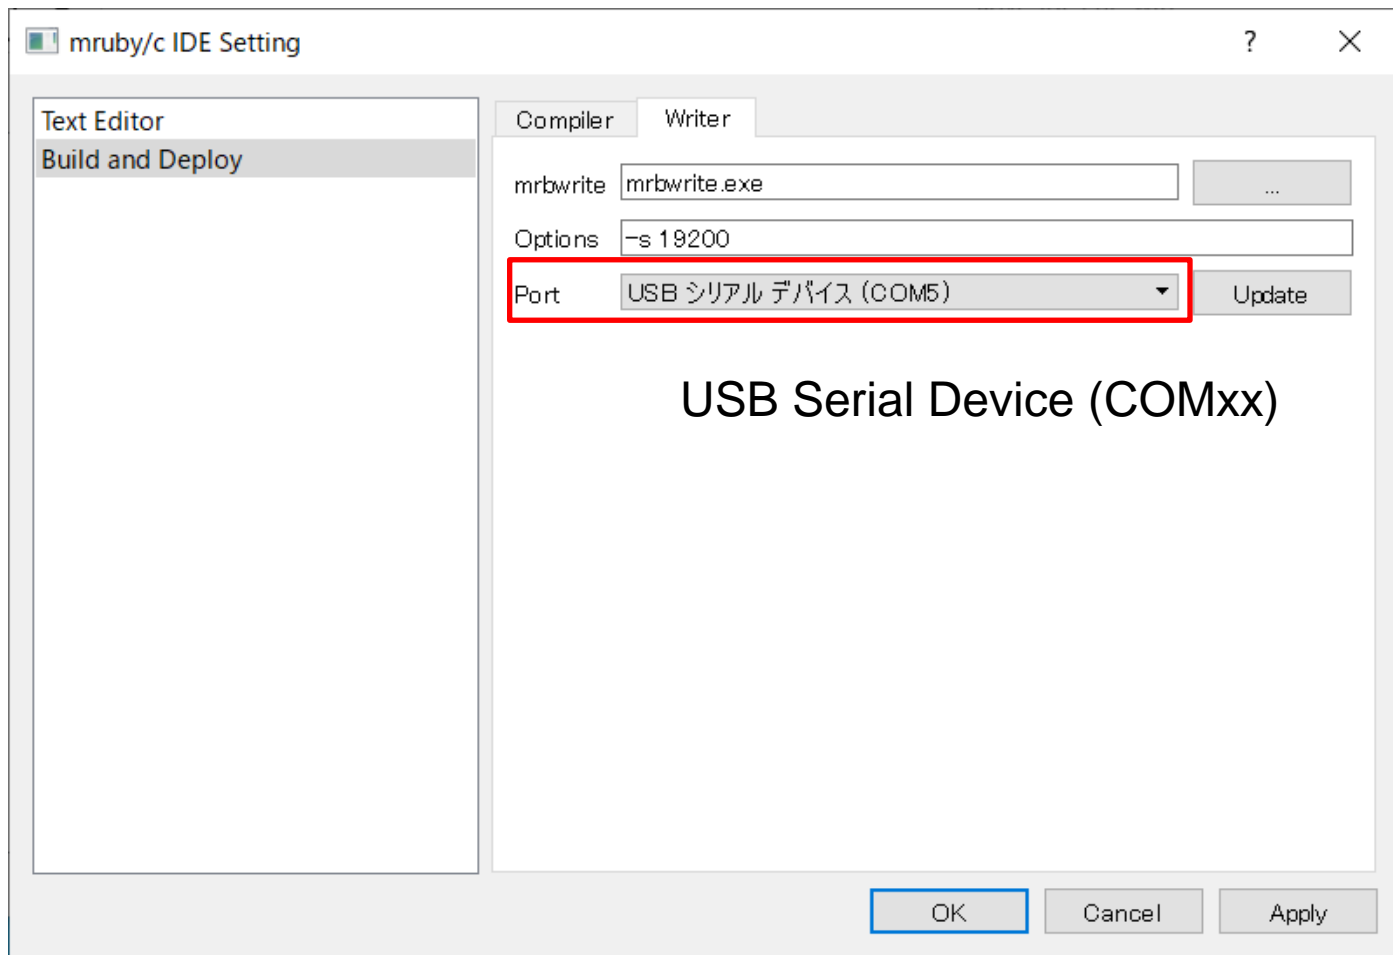 mruby/c IDE Setting
?
Text Editor
Build and Deploy
Compiler
Writer
mrbwrite
mrbwrite.exe
...
Options
-s 19200
Port
USB シリアル デバイス (COM5)
Update
USB Serial Device (COMxx)
OK
Cancel
Apply